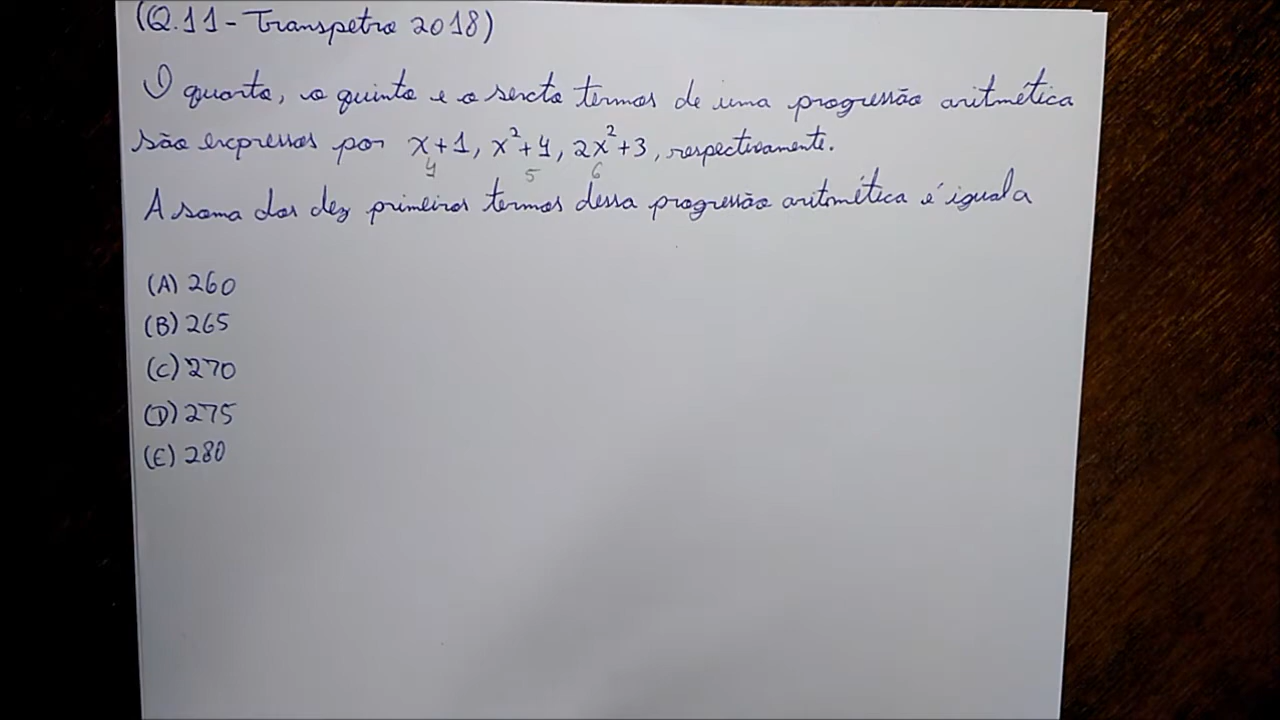 (Q.11 - Transpetro 2018)
O quarto, o quinto e o sexto termos de uma progressão aritmética
são expressos por x+1, x²+4, 2x²+3, respectivamente.
4 5 6
A soma dos dez primeiros termos dessa progressão aritmética é igual a
(A) 260
(B) 265
(C) 270
(D) 275
(E) 280